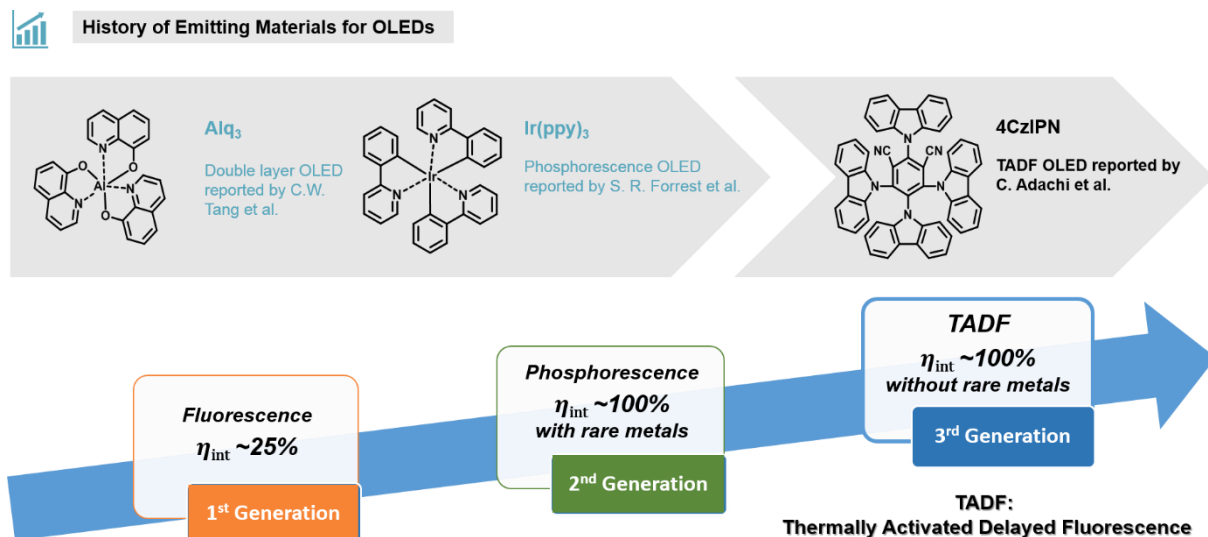 History of Emitting Materials for OLEDs
Alq₃
Double layer OLED
reported by C.W.
Tang et al.
N
O
O
Al
N
N
O
Ir(ppy)₃
Phosphorescence OLED
reported by S. R. Forrest et al.
N
Ir
N
N
4CzIPN
TADF OLED reported by
C. Adachi et al.
N
NC
CN
N
N
N
Fluorescence
η_int ~25%
1st Generation
Phosphorescence
η_int ~100%
with rare metals
2nd Generation
TADF
η_int ~100%
without rare metals
3rd Generation
TADF:
Thermally Activated Delayed Fluorescence